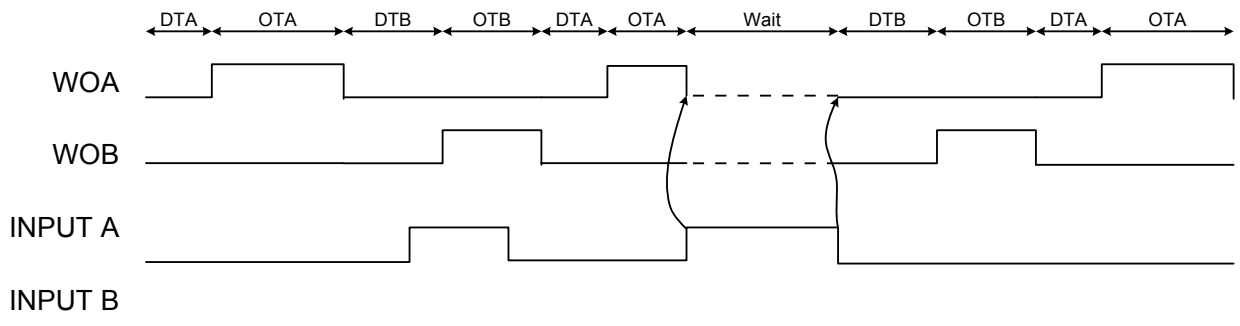 DTA OTA DTB OTB DTA OTA Wait DTB OTB DTA OTA
WOA
WOB
INPUT A
INPUT B